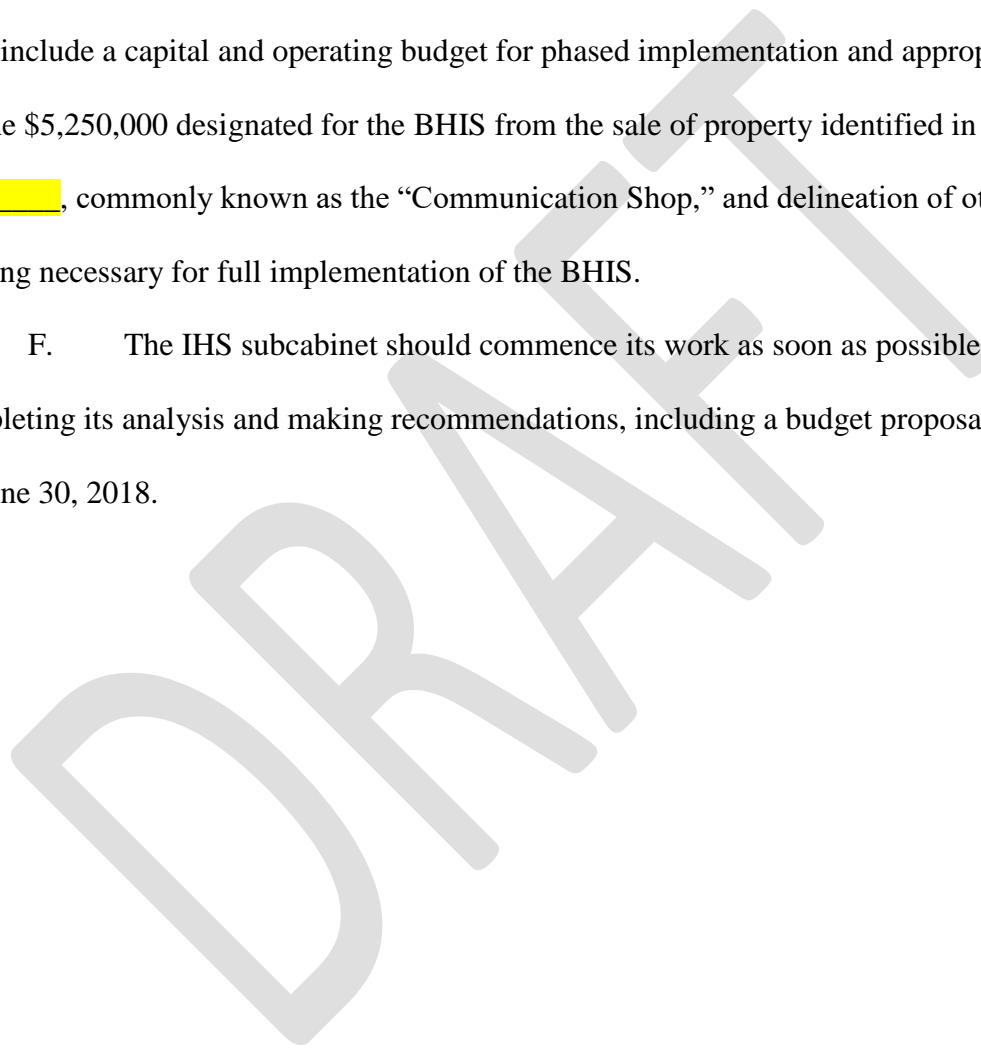 include a capital and operating budget for phased implementation and approp
e $5,250,000 designated for the BHIS from the sale of property identified in
____, commonly known as the “Communication Shop,” and delineation of ot
ng necessary for full implementation of the BHIS.
F. The IHS subcabinet should commence its work as soon as possible
leting its analysis and making recommendations, including a budget proposa
ne 30, 2018.
DRAFT